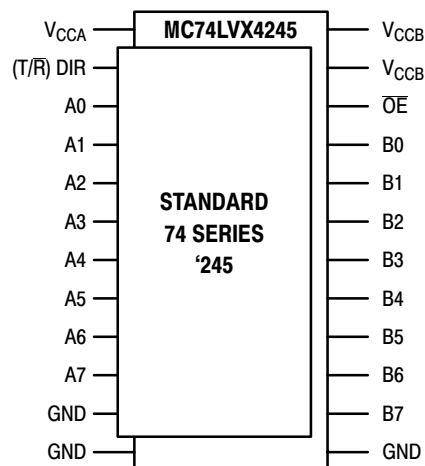 MC74LVX4245
V_CCA V_CCB
(T/R̅) DIR V_CCB
A0 O̅E̅
A1 B0
A2 B1
STANDARD
A3 B2
74 SERIES
A4 B3
‘245
A5 B4
A6 B5
A7 B6
GND B7
GND GND